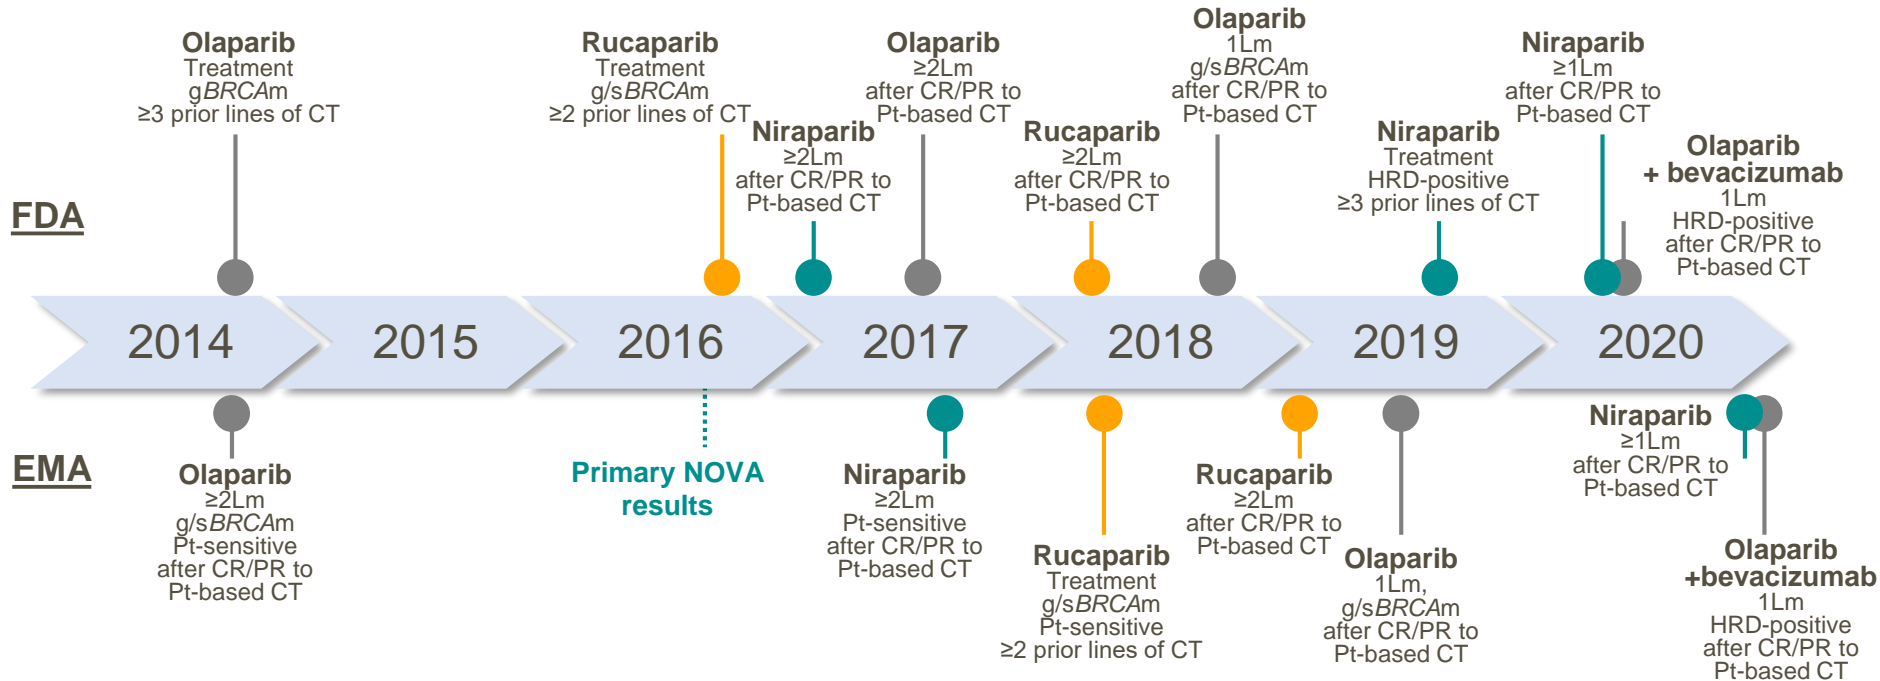 Olaparib
Treatment
gBRCAm
≥3 prior lines of CT
Rucaparib
Treatment
g/sBRCAm
≥2 prior lines of CT
Niraparib
≥2Lm
after CR/PR to
Pt-based CT
Olaparib
≥2Lm
after CR/PR to
Pt-based CT
Rucaparib
≥2Lm
after CR/PR to
Pt-based CT
Olaparib
1Lm
g/sBRCAm
after CR/PR to
Pt-based CT
Niraparib
Treatment
HRD-positive
≥3 prior lines of CT
Niraparib
≥1Lm
after CR/PR to
Pt-based CT
Olaparib
+ bevacizumab
1Lm
HRD-positive
after CR/PR to
Pt-based CT
FDA
2014
2015
2016
2017
2018
2019
2020
EMA
Olaparib
≥2Lm
g/sBRCAm
Pt-sensitive
after CR/PR to
Pt-based CT
Primary NOVA
results
Niraparib
≥2Lm
Pt-sensitive
after CR/PR to
Pt-based CT
Rucaparib
Treatment
g/sBRCAm
Pt-sensitive
≥2 prior lines of CT
Rucaparib
≥2Lm
after CR/PR to
Pt-based CT
Olaparib
1Lm,
g/sBRCAm
after CR/PR to
Pt-based CT
Niraparib
≥1Lm
after CR/PR to
Pt-based CT
Olaparib
+bevacizumab
1Lm
HRD-positive
after CR/PR to
Pt-based CT